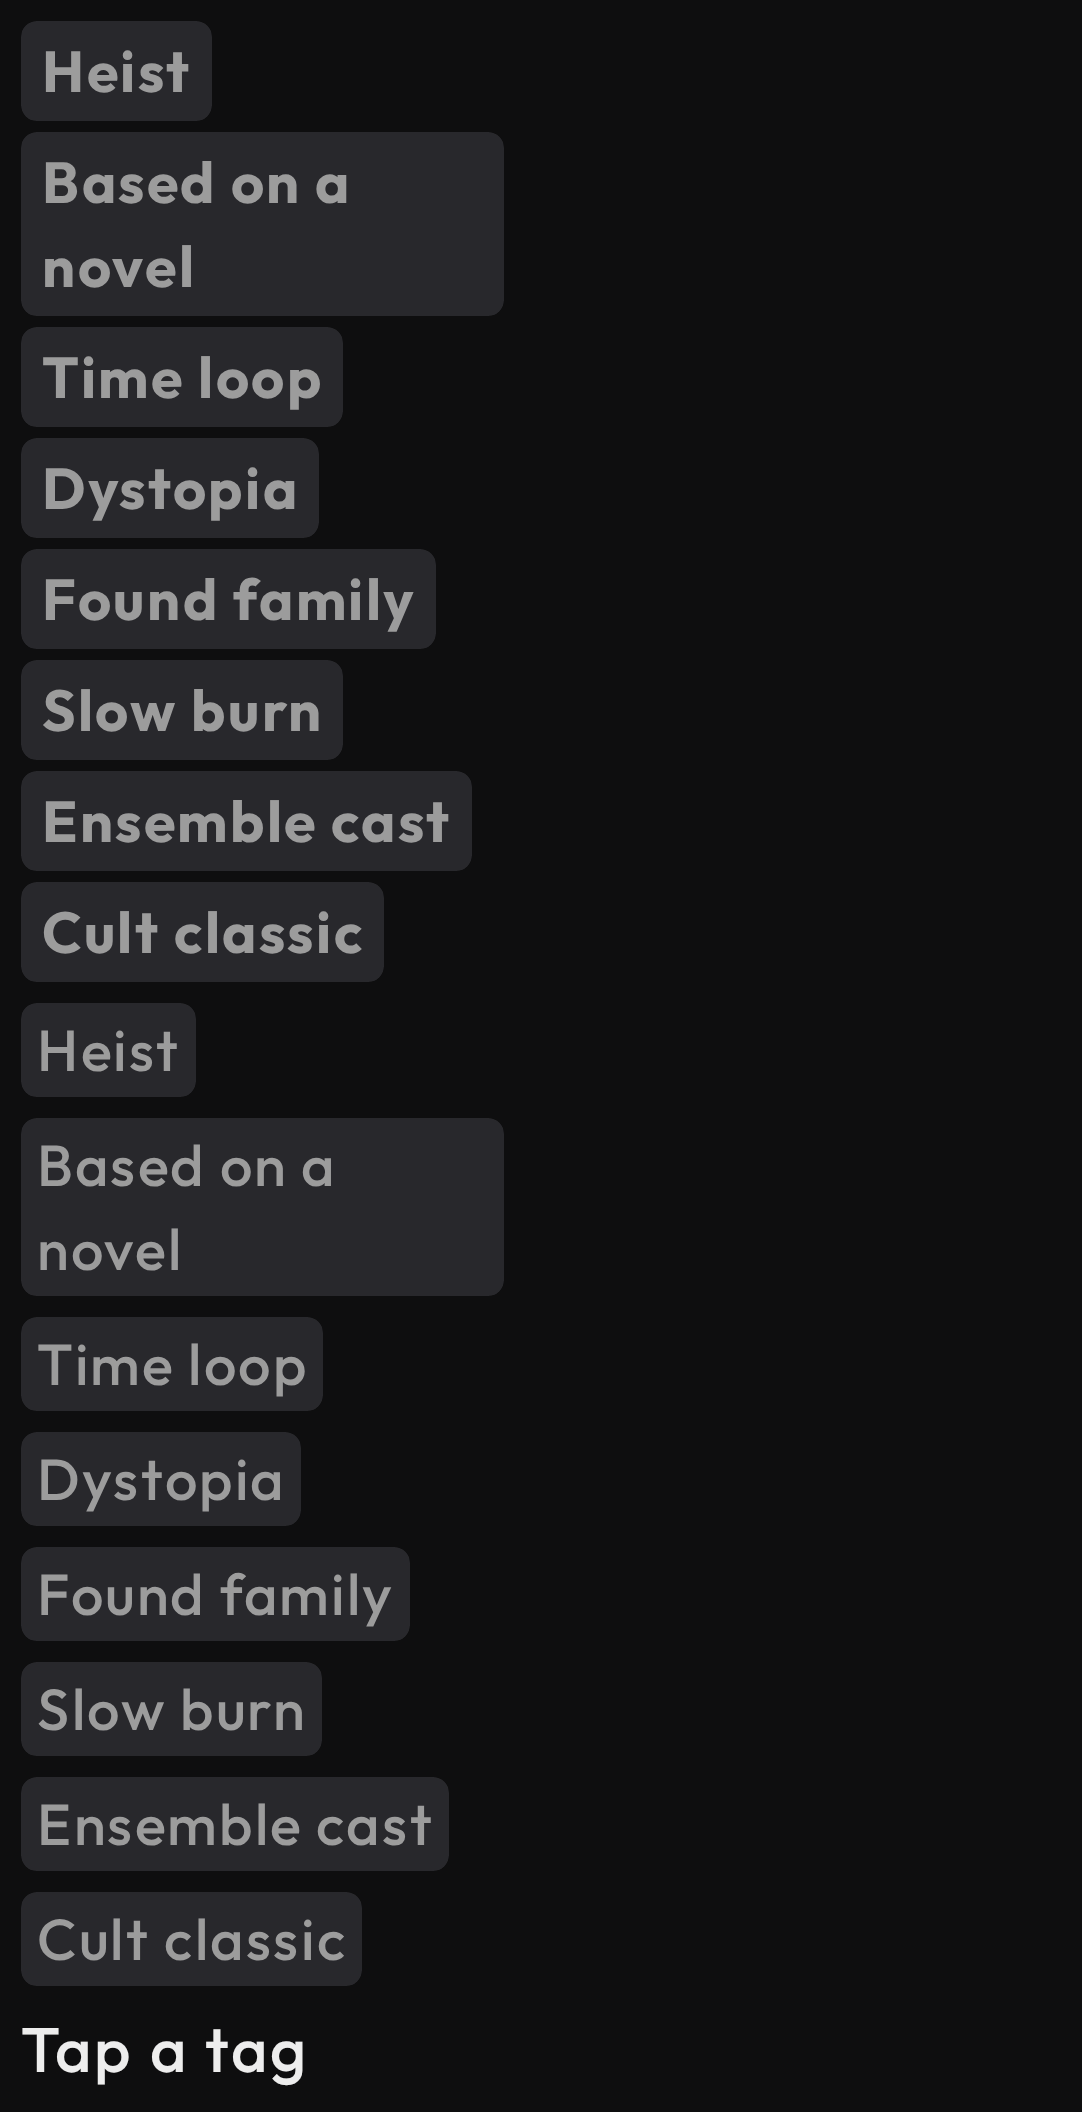 Heist
Based on a
novel
Time loop
Dystopia
Found family
Slow burn
Ensemble cast
Cult classic
Heist
Based on a
novel
Time loop
Dystopia
Found family
Slow burn
Ensemble cast
Cult classic
Tap a tag